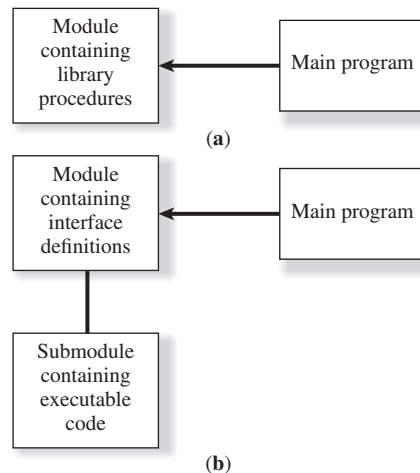 Module
containing
library
procedures
Main program
(a)
Module
containing
interface
definitions
Main program
Submodule
containing
executable
code
(b)